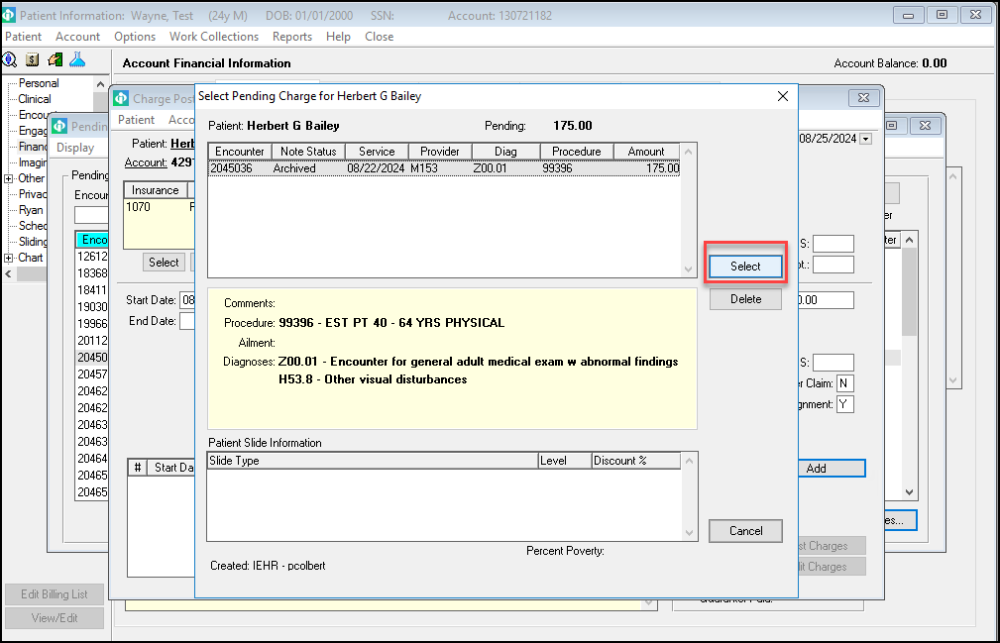 Patient Information: Wayne, Test (24y M) DOB: 01/01/2000 SSN: Account: 130721182
Patient Account Options Work Collections Reports Help Close
Account Financial Information
Account Balance: 0.00
Personal
Clinical
Encou
Engag
Financ
Imagin
Other
Privac
Ryan
Sched
Sliding
Chart
Edit Billing List
View/Edit
Pendin
Display
Pending
Encoun
Enco
12612
18368
18411
19030
19966
20112
20450
20457
20462
20462
20463
20463
20464
20465
20465
20465
Charge Post
Patient Acco
Patient: Herb
Account: 4291
Insurance
1070
Select
Start Date: 08
End Date:
# Start Da
Select Pending Charge for Herbert G Bailey
Patient: Herbert G Bailey Pending: 175.00
Encounter Note Status Service Provider Diag Procedure Amount
2045036 Archived 08/22/2024 M153 Z00.01 99396 175.00
Select
Delete
Comments:
Procedure: 99396 - EST PT 40 - 64 YRS PHYSICAL
Ailment:
Diagnoses: Z00.01 - Encounter for general adult medical exam w abnormal findings
H53.8 - Other visual disturbances
Patient Slide Information
Slide Type Level Discount %
Cancel
Percent Poverty:
Created: IEHR - pcolbert
08/25/2024
S:
ot.:
0.00
S:
er Claim: N
gnment: Y
Add
st Charges
it Charges
er
ter
es...